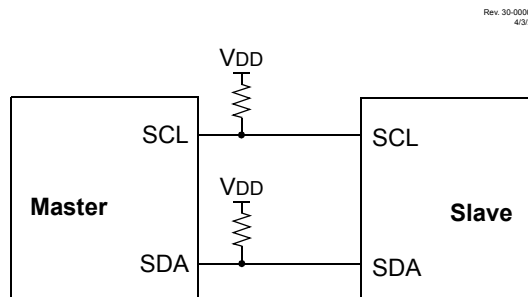 Rev. 30-0000
4/3/
VDD
SCL
SCL
VDD
Master
Slave
SDA
SDA